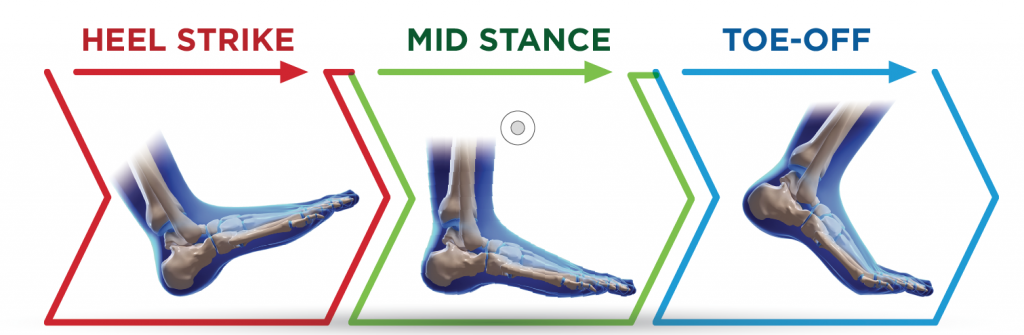 HEEL STRIKE
MID STANCE
TOE-OFF